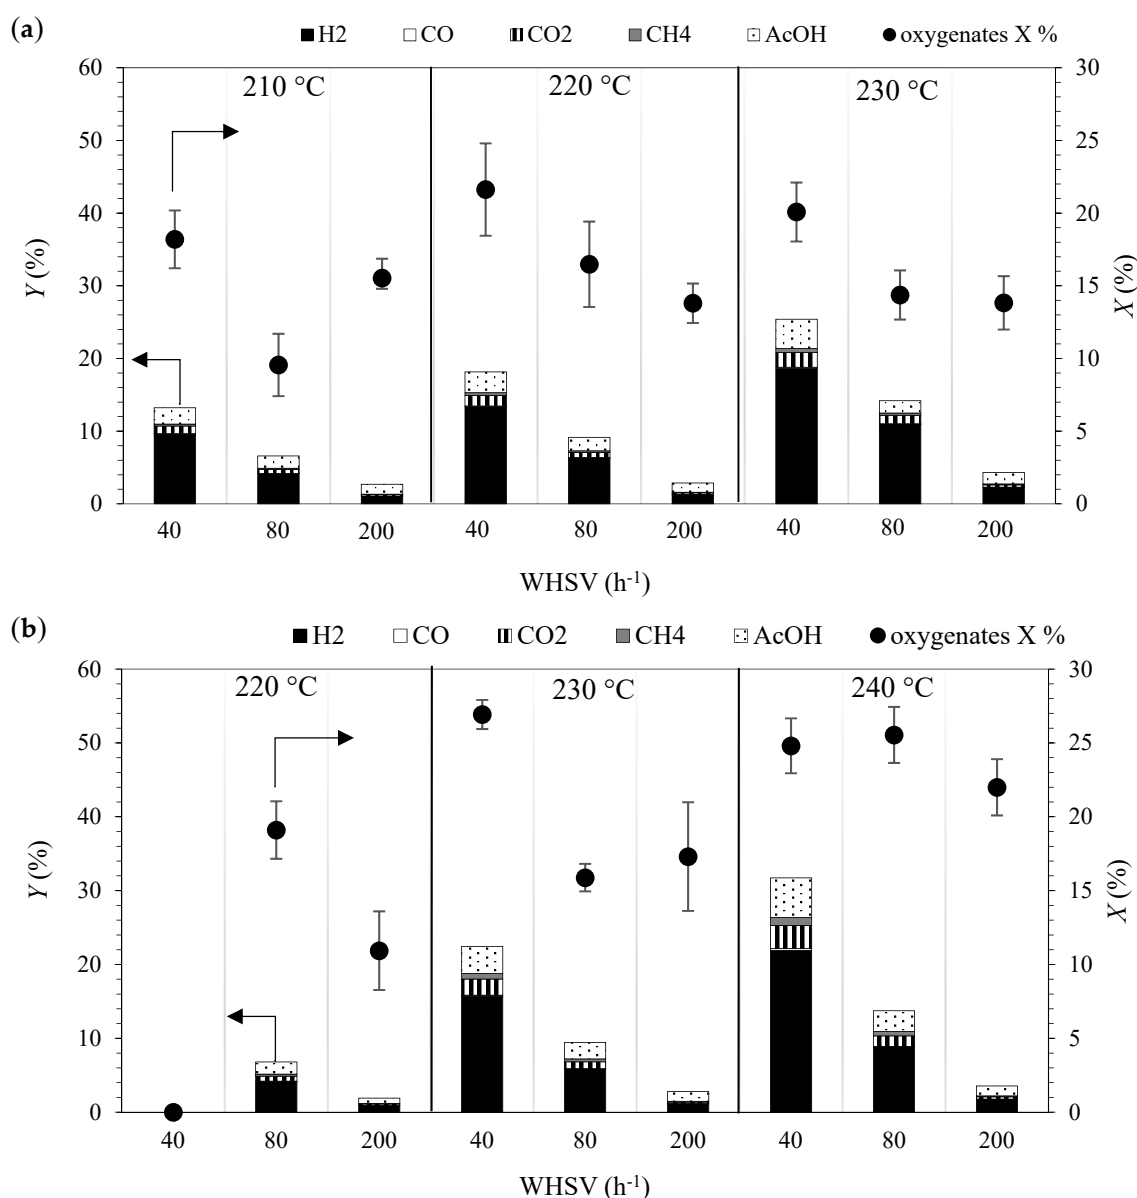 (a)
H2 CO CO2 CH4 AcOH oxygenates X %
60 30
210 °C 220 °C 230 °C
50 25
40 20
Y (%) X (%)
30 15
20 10
10 5
0 0
40 80 200 40 80 200 40 80 200
WHSV (h-1)
(b)
H2 CO CO2 CH4 AcOH oxygenates X %
60 30
220 °C 230 °C 240 °C
50 25
40 20
Y (%) X (%)
30 15
20 10
10 5
0 0
40 80 200 40 80 200 40 80 200
WHSV (h-1)